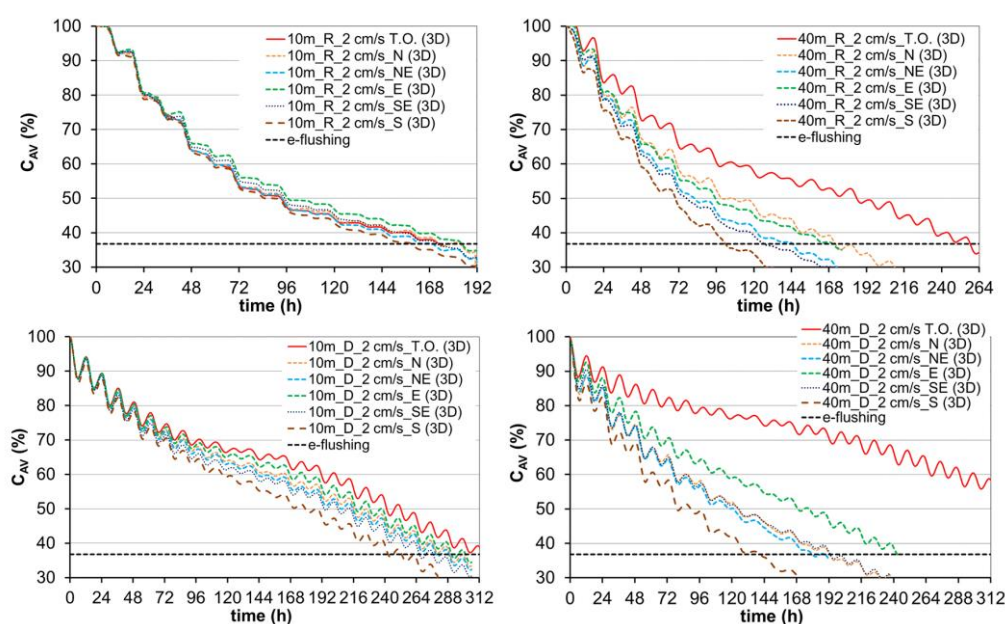 100
90
80
70
60
50
40
30
C_AV (%)
10m_R_2 cm/s T.O. (3D)
10m_R_2 cm/s_N (3D)
10m_R_2 cm/s_NE (3D)
10m_R_2 cm/s_E (3D)
10m_R_2 cm/s_SE (3D)
10m_R_2 cm/s_S (3D)
e-flushing
0 24 48 72 96 120 144 168 192
time (h)
100
90
80
70
60
50
40
30
C_AV (%)
40m_R_2 cm/s_T.O. (3D)
40m_R_2 cm/s_N (3D)
40m_R_2 cm/s_NE (3D)
40m_R_2 cm/s_E (3D)
40m_R_2 cm/s_SE (3D)
40m_R_2 cm/s_S (3D)
e-flushing
0 24 48 72 96 120 144 168 192 216 240 264
time (h)
100
90
80
70
60
50
40
30
C_AV (%)
10m_D_2 cm/s_T.O. (3D)
10m_D_2 cm/s_N (3D)
10m_D_2 cm/s_NE (3D)
10m_D_2 cm/s_E (3D)
10m_D_2 cm/s_SE (3D)
10m_D_2 cm/s_S (3D)
e-flushing
0 24 48 72 96 120 144 168 192 216 240 264 288 312
time (h)
100
90
80
70
60
50
40
30
C_AV (%)
40m_D_2 cm/s T.O. (3D)
40m_D_2 cm/s_N (3D)
40m_D_2 cm/s_NE (3D)
40m_D_2 cm/s_E (3D)
40m_D_2 cm/s_SE (3D)
40m_D_2 cm/s_S (3D)
e-flushing
0 24 48 72 96 120 144 168 192 216 240 264 288 312
time (h)